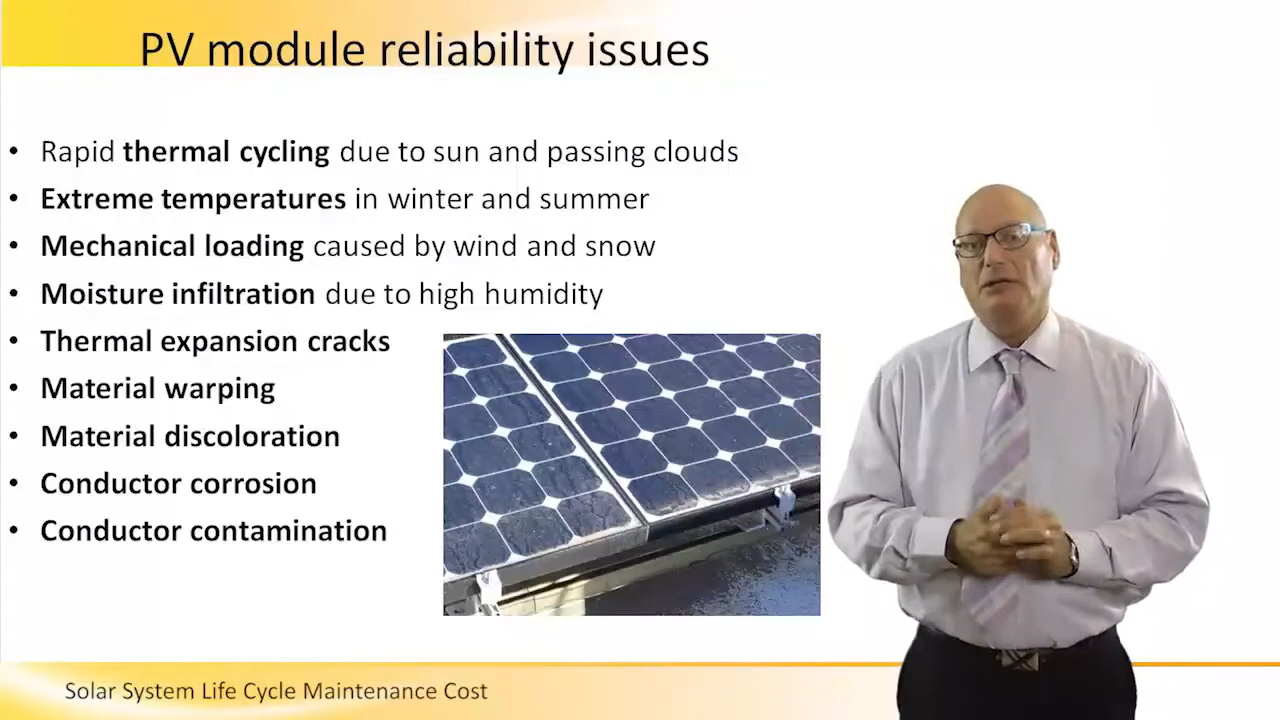 PV module reliability issues
• Rapid thermal cycling due to sun and passing clouds
• Extreme temperatures in winter and summer
• Mechanical loading caused by wind and snow
• Moisture infiltration due to high humidity
• Thermal expansion cracks
• Material warping
• Material discoloration
• Conductor corrosion
• Conductor contamination
Solar System Life Cycle Maintenance Cost